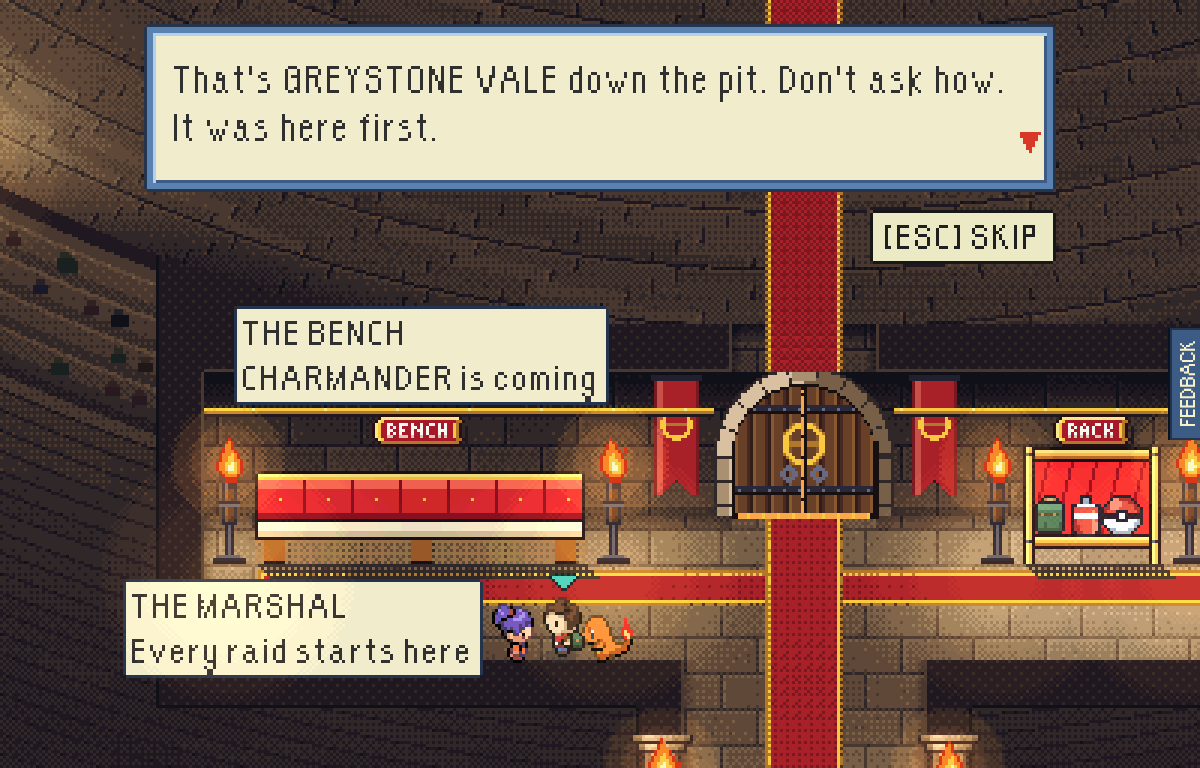 That's GREYSTONE VALE down the pit. Don't ask how.
It was here first.
[ESC] SKIP
THE BENCH
CHARMANDER is coming
FEEDBACK
BENCH
RACK
THE MARSHAL
Every raid starts here